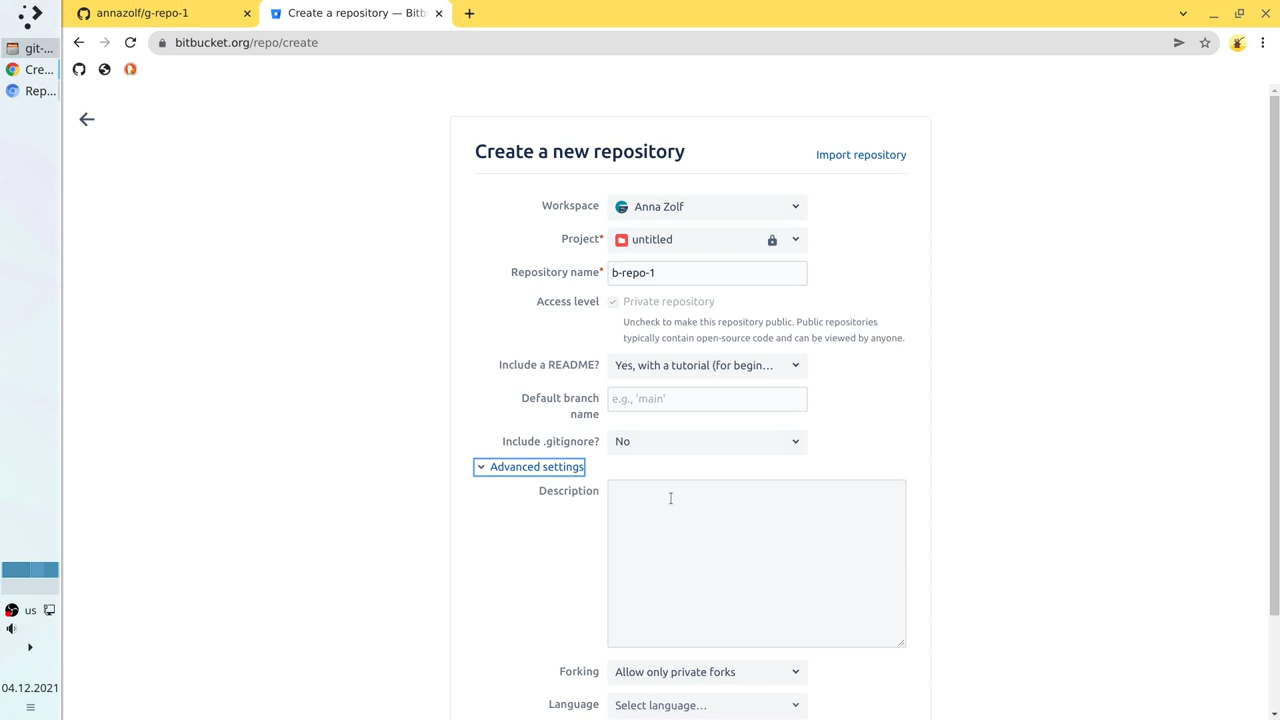 annazolf/g-repo-1
Create a repository — Bitb
git-...
Cre...
Rep...
bitbucket.org/repo/create
Create a new repository
Import repository
Workspace
Anna Zolf
Project*
untitled
Repository name*
b-repo-1
Access level
Private repository
Uncheck to make this repository public. Public repositories
typically contain open-source code and can be viewed by anyone.
Include a README?
Yes, with a tutorial (for begin...
Default branch
name
e.g., 'main'
Include .gitignore?
No
Advanced settings
Description
Forking
Allow only private forks
Language
Select language...
us
04.12.2021